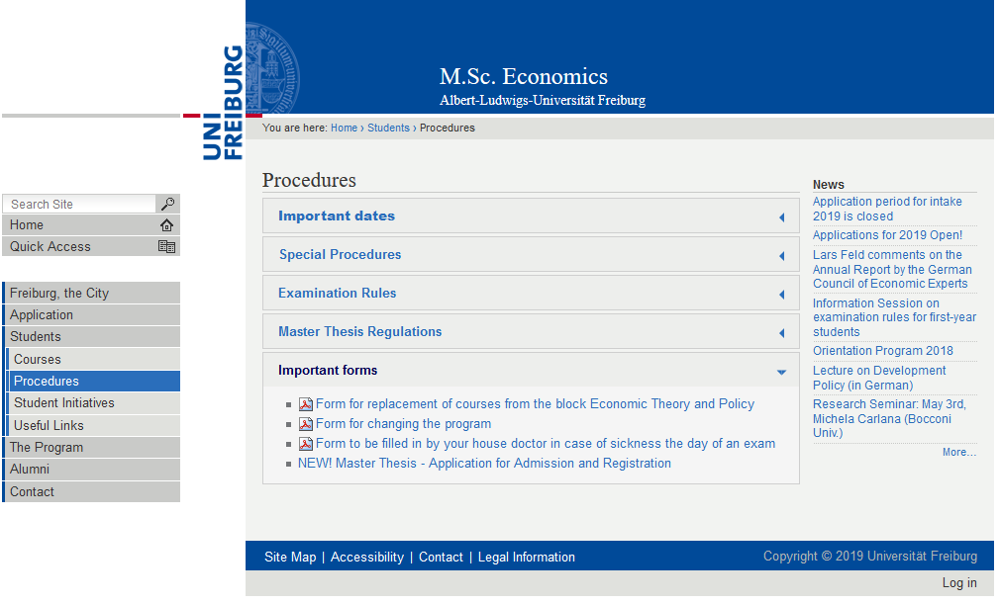 M.Sc. Economics
Albert-Ludwigs-Universität Freiburg
UNI
FREIBURG
You are here: Home › Students › Procedures
Search Site
Home
Quick Access
Freiburg, the City
Application
Students
Courses
Procedures
Student Initiatives
Useful Links
The Program
Alumni
Contact
Procedures
Important dates
Special Procedures
Examination Rules
Master Thesis Regulations
Important forms
Form for replacement of courses from the block Economic Theory and Policy
Form for changing the program
Form to be filled in by your house doctor in case of sickness the day of an exam
NEW! Master Thesis - Application for Admission and Registration
News
Application period for intake
2019 is closed
Applications for 2019 Open!
Lars Feld comments on the
Annual Report by the German
Council of Economic Experts
Information Session on
examination rules for first-year
students
Orientation Program 2018
Lecture on Development
Policy (in German)
Research Seminar: May 3rd,
Michela Carlana (Bocconi
Univ.)
More…
Site Map | Accessibility | Contact | Legal Information
Copyright © 2019 Universität Freiburg
Log in